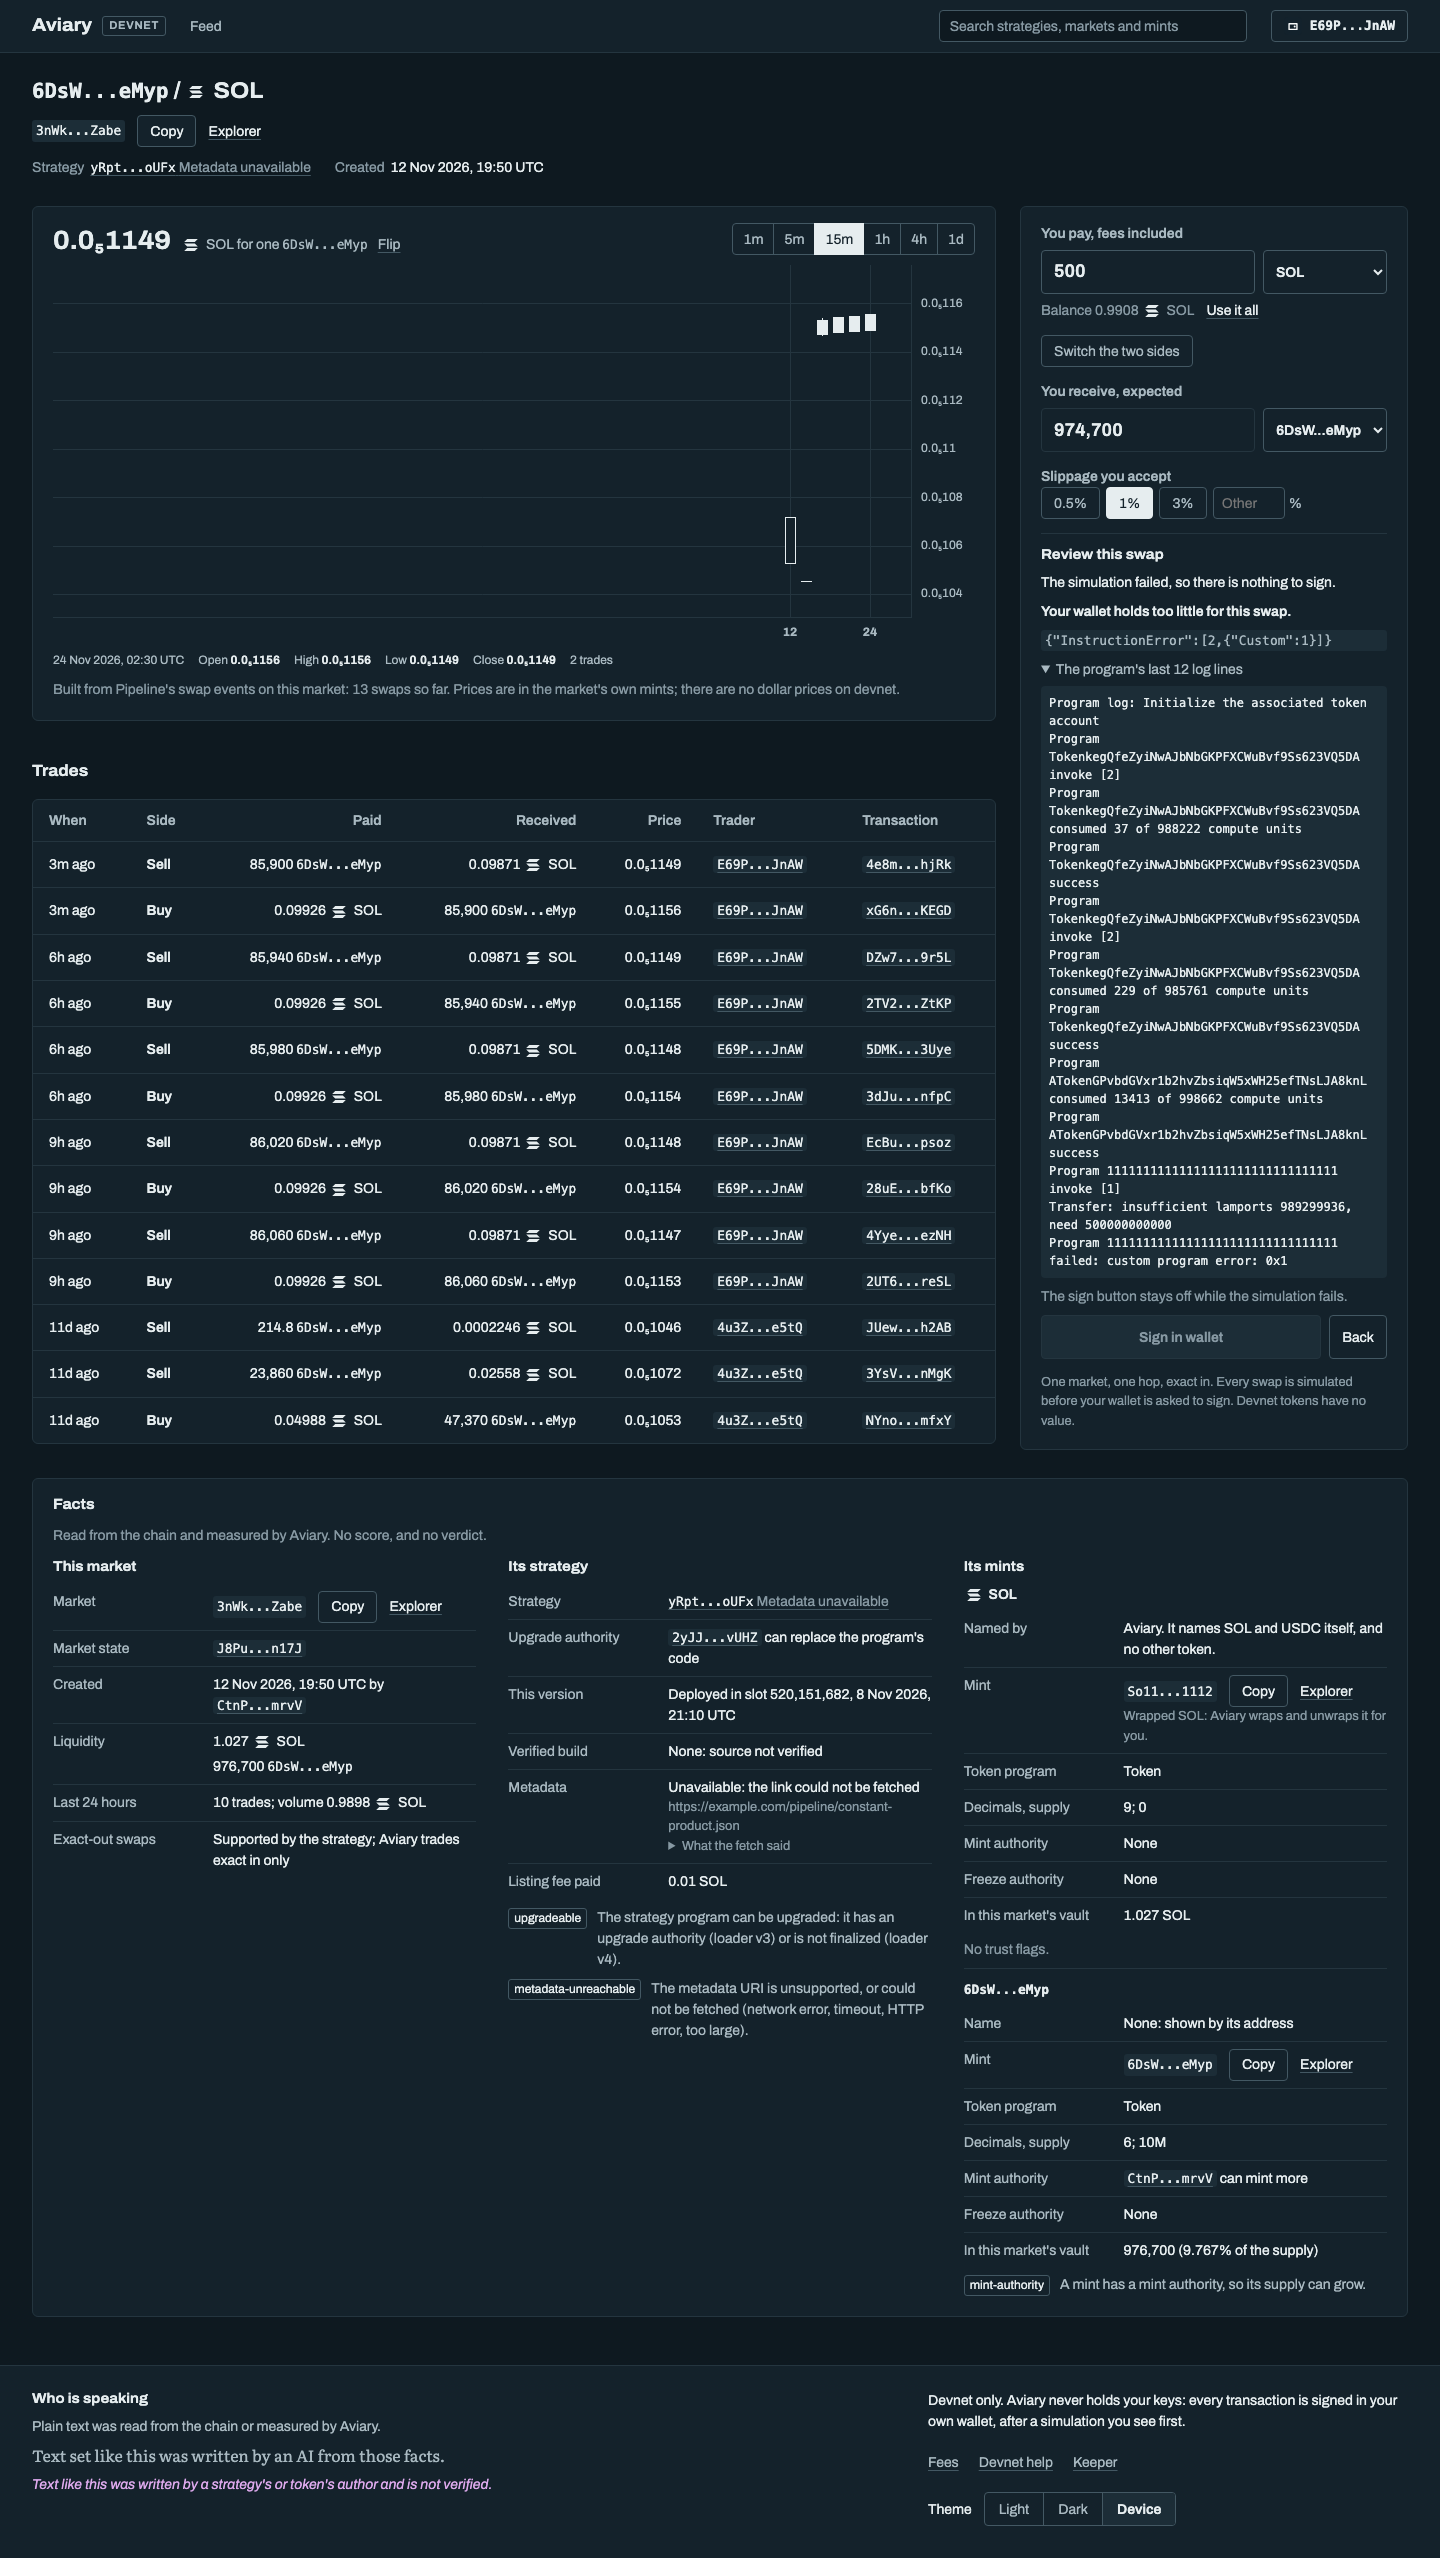 Aviary DEVNET Feed Search strategies, markets and mints E69P...JnAW
6DsW...eMyp / SOL
3nWk...Zabe Copy Explorer
Strategy yRpt...oUFx Metadata unavailable Created 12 Nov 2026, 19:50 UTC
0.0₅1149 SOL for one 6DsW...eMyp Flip
1m 5m 15m 1h 4h 1d
0.0₅116
0.0₅114
0.0₅112
0.0₅11
0.0₅108
0.0₅106
0.0₅104
12 24
24 Nov 2026, 02:30 UTC Open 0.0₅1156 High 0.0₅1156 Low 0.0₅1149 Close 0.0₅1149 2 trades
Built from Pipeline's swap events on this market: 13 swaps so far. Prices are in the market's own mints; there are no dollar prices on devnet.
Trades
When Side Paid Received Price Trader Transaction
3m ago Sell 85,900 6DsW...eMyp 0.09871 SOL 0.0₅1149 E69P...JnAW 4e8m...hjRk
3m ago Buy 0.09926 SOL 85,900 6DsW...eMyp 0.0₅1156 E69P...JnAW xG6n...KEGD
6h ago Sell 85,940 6DsW...eMyp 0.09871 SOL 0.0₅1149 E69P...JnAW DZw7...9r5L
6h ago Buy 0.09926 SOL 85,940 6DsW...eMyp 0.0₅1155 E69P...JnAW 2TV2...ZtKP
6h ago Sell 85,980 6DsW...eMyp 0.09871 SOL 0.0₅1148 E69P...JnAW 5DMK...3Uye
6h ago Buy 0.09926 SOL 85,980 6DsW...eMyp 0.0₅1154 E69P...JnAW 3dJu...nfpC
9h ago Sell 86,020 6DsW...eMyp 0.09871 SOL 0.0₅1148 E69P...JnAW EcBu...psoz
9h ago Buy 0.09926 SOL 86,020 6DsW...eMyp 0.0₅1154 E69P...JnAW 28uE...bfKo
9h ago Sell 86,060 6DsW...eMyp 0.09871 SOL 0.0₅1147 E69P...JnAW 4Yye...ezNH
9h ago Buy 0.09926 SOL 86,060 6DsW...eMyp 0.0₅1153 E69P...JnAW 2UT6...reSL
11d ago Sell 214.8 6DsW...eMyp 0.0002246 SOL 0.0₅1046 4u3Z...e5tQ JUew...h2AB
11d ago Sell 23,860 6DsW...eMyp 0.02558 SOL 0.0₅1072 4u3Z...e5tQ 3YsV...nMgK
11d ago Buy 0.04988 SOL 47,370 6DsW...eMyp 0.0₅1053 4u3Z...e5tQ NYno...mfxY
You pay, fees included
500 SOL
Balance 0.9908 SOL Use it all
Switch the two sides
You receive, expected
974,700 6DsW...eMyp
Slippage you accept
0.5% 1% 3% Other %
Review this swap
The simulation failed, so there is nothing to sign.
Your wallet holds too little for this swap.
{"InstructionError":[2,{"Custom":1}]}
The program's last 12 log lines
Program log: Initialize the associated token
account
Program
TokenkegQfeZyiNwAJbNbGKPFXCWuBvf9Ss623VQ5DA
invoke [2]
Program
TokenkegQfeZyiNwAJbNbGKPFXCWuBvf9Ss623VQ5DA
consumed 37 of 988222 compute units
Program
TokenkegQfeZyiNwAJbNbGKPFXCWuBvf9Ss623VQ5DA
success
Program
TokenkegQfeZyiNwAJbNbGKPFXCWuBvf9Ss623VQ5DA
invoke [2]
Program
TokenkegQfeZyiNwAJbNbGKPFXCWuBvf9Ss623VQ5DA
consumed 229 of 985761 compute units
Program
TokenkegQfeZyiNwAJbNbGKPFXCWuBvf9Ss623VQ5DA
success
Program
ATokenGPvbdGVxr1b2hvZbsiqW5xWH25efTNsLJA8knL
consumed 13413 of 998662 compute units
Program
ATokenGPvbdGVxr1b2hvZbsiqW5xWH25efTNsLJA8knL
success
Program 11111111111111111111111111111111
invoke [1]
Transfer: insufficient lamports 989299936,
need 500000000000
Program 11111111111111111111111111111111
failed: custom program error: 0x1
The sign button stays off while the simulation fails.
Sign in wallet Back
One market, one hop, exact in. Every swap is simulated
before your wallet is asked to sign. Devnet tokens have no
value.
Facts
Read from the chain and measured by Aviary. No score, and no verdict.
This market
Market 3nWk...Zabe Copy Explorer
Market state J8Pu...n17J
Created 12 Nov 2026, 19:50 UTC by
CtnP...mrvV
Liquidity 1.027 SOL
976,700 6DsW...eMyp
Last 24 hours 10 trades; volume 0.9898 SOL
Exact-out swaps Supported by the strategy; Aviary trades
exact in only
Its strategy
Strategy yRpt...oUFx Metadata unavailable
Upgrade authority 2yJJ...vUHZ can replace the program's
code
This version Deployed in slot 520,151,682, 8 Nov 2026,
21:10 UTC
Verified build None: source not verified
Metadata Unavailable: the link could not be fetched
https://example.com/pipeline/constant-
product.json
What the fetch said
Listing fee paid 0.01 SOL
upgradeable The strategy program can be upgraded: it has an
upgrade authority (loader v3) or is not finalized (loader
v4).
metadata-unreachable The metadata URI is unsupported, or could
not be fetched (network error, timeout, HTTP
error, too large).
Its mints
SOL
Named by Aviary. It names SOL and USDC itself, and
no other token.
Mint So11...1112 Copy Explorer
Wrapped SOL: Aviary wraps and unwraps it for
you.
Token program Token
Decimals, supply 9; 0
Mint authority None
Freeze authority None
In this market's vault 1.027 SOL
No trust flags.
6DsW...eMyp
Name None: shown by its address
Mint 6DsW...eMyp Copy Explorer
Token program Token
Decimals, supply 6; 10M
Mint authority CtnP...mrvV can mint more
Freeze authority None
In this market's vault 976,700 (9.767% of the supply)
mint-authority A mint has a mint authority, so its supply can grow.
Who is speaking
Plain text was read from the chain or measured by Aviary.
Text set like this was written by an AI from those facts.
Text like this was written by a strategy's or token's author and is not verified.
Devnet only. Aviary never holds your keys: every transaction is signed in your
own wallet, after a simulation you see first.
Fees Devnet help Keeper
Theme Light Dark Device